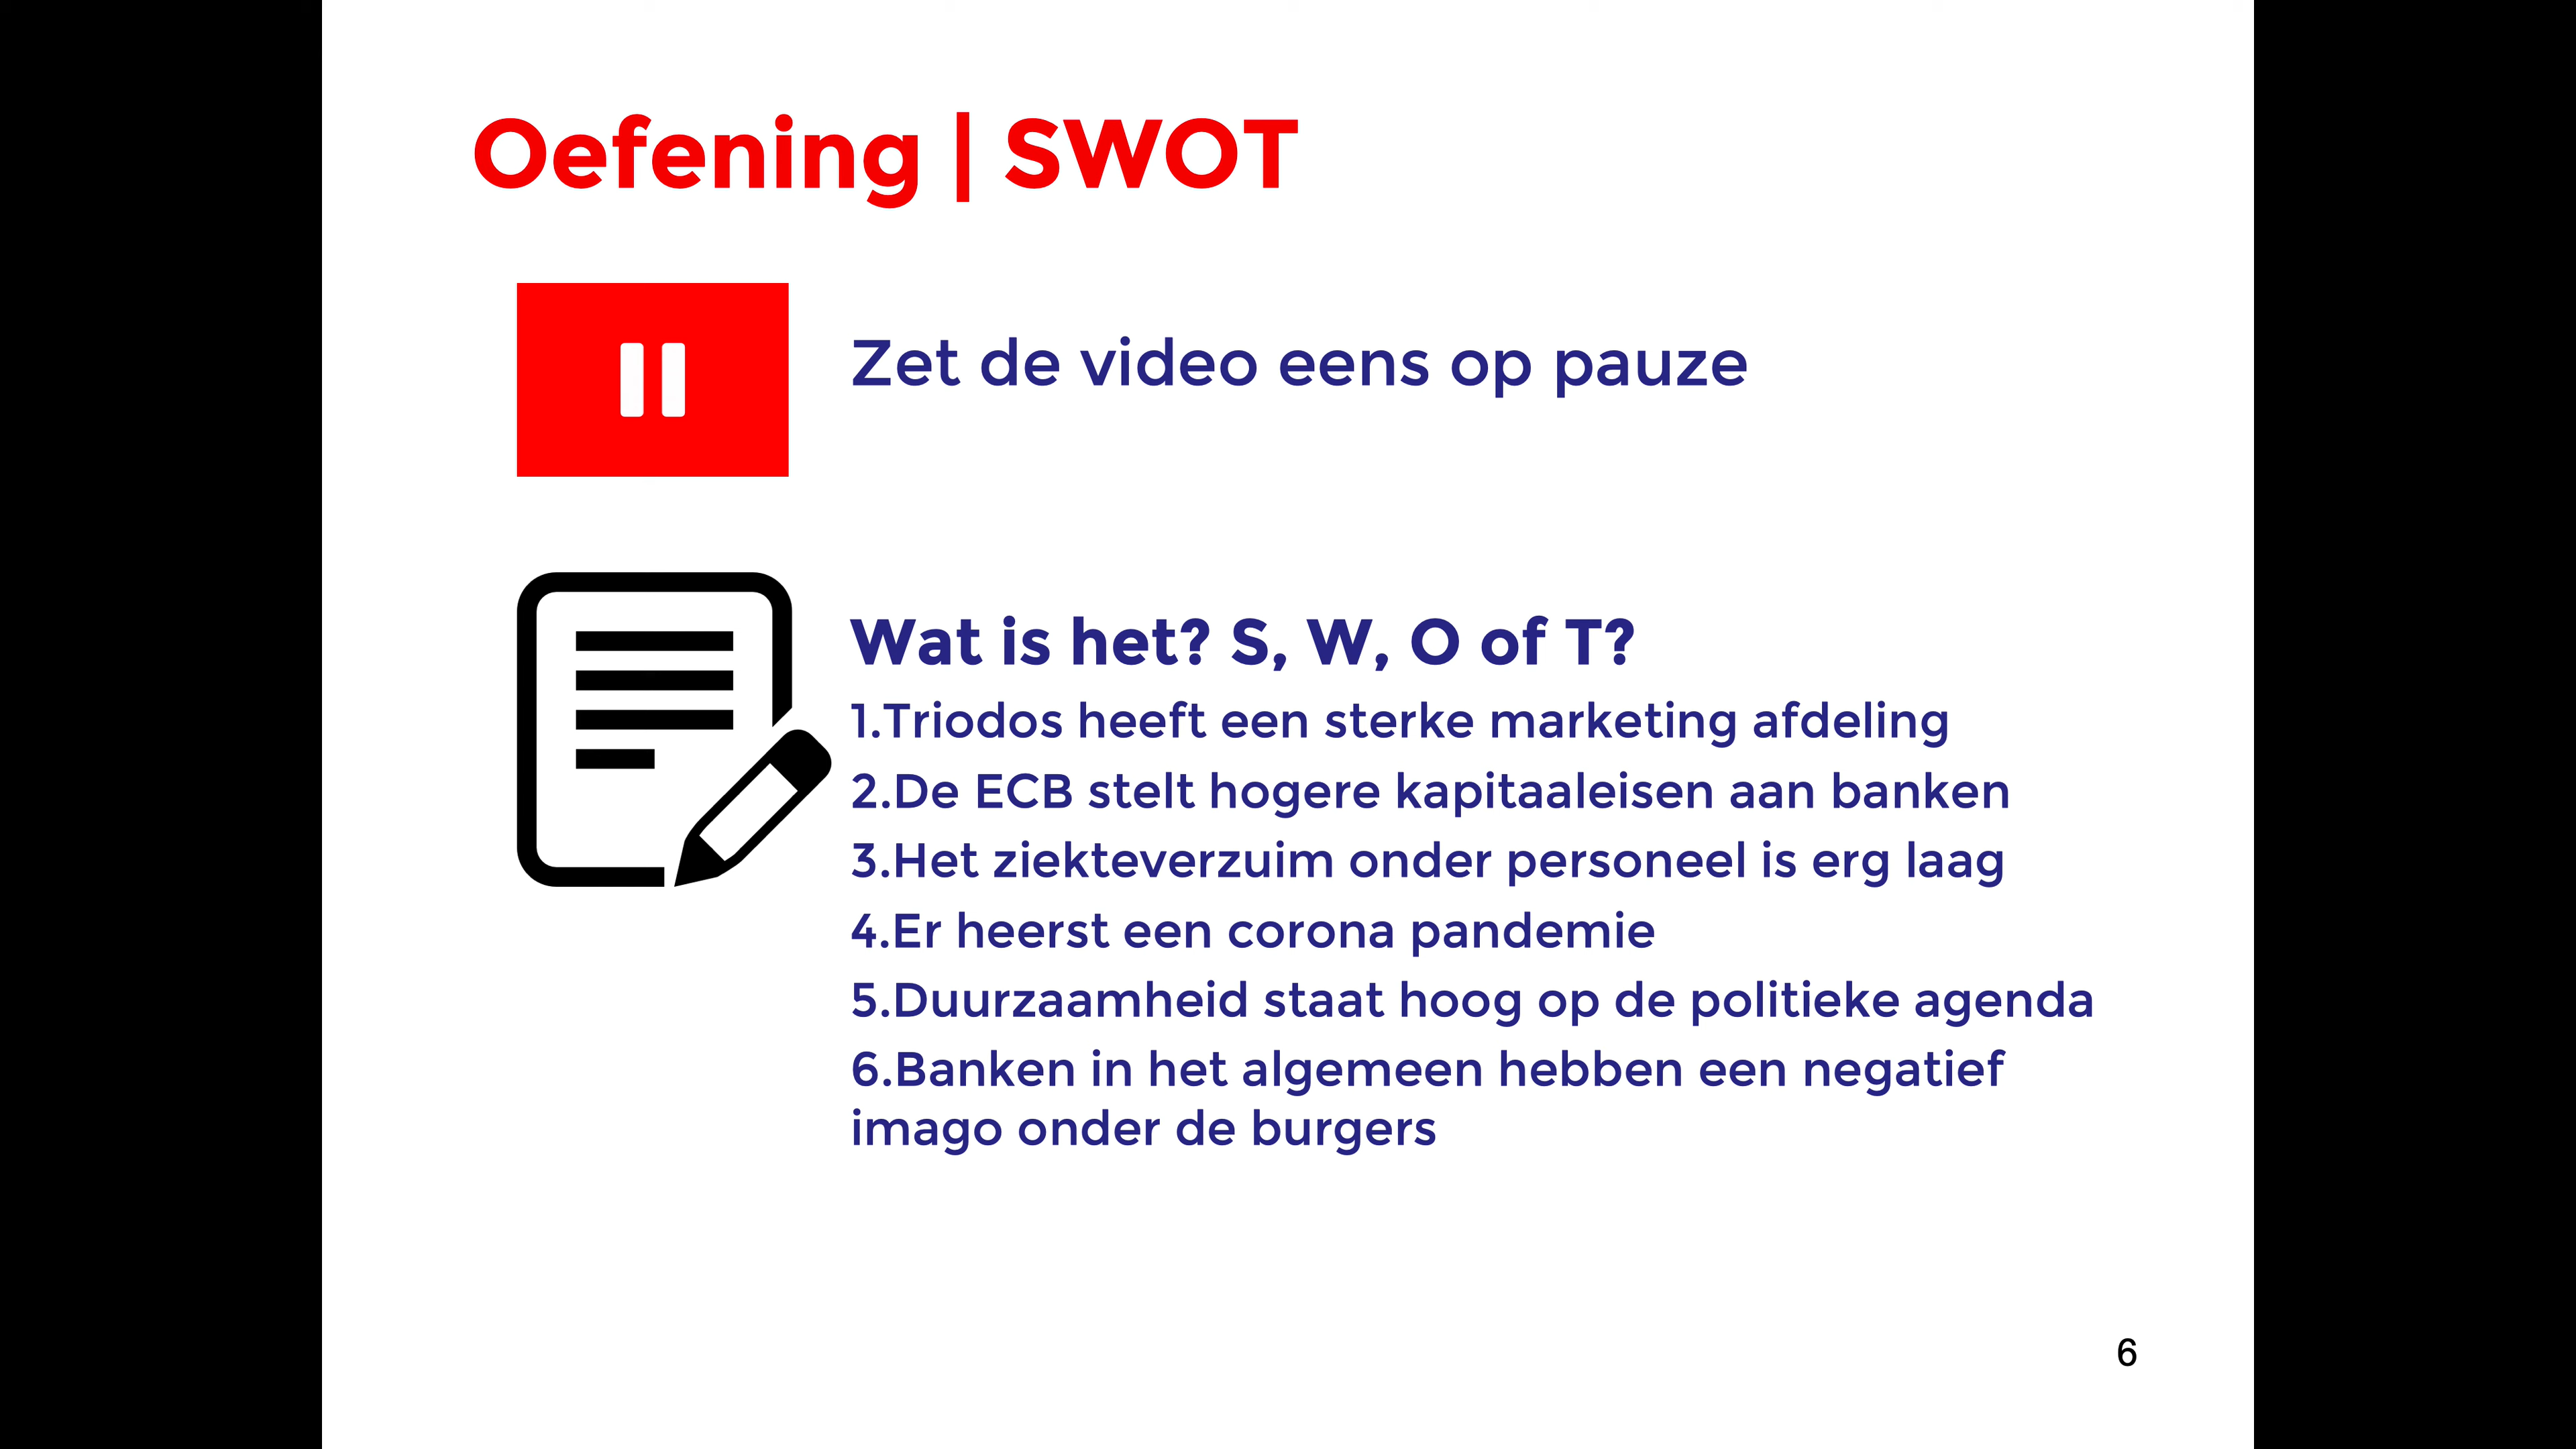 Oefening | SWOT
Zet de video eens op pauze
Wat is het? S, W, O of T?
1.Triodos heeft een sterke marketing afdeling
2.De ECB stelt hogere kapitaaleisen aan banken
3.Het ziekteverzuim onder personeel is erg laag
4.Er heerst een corona pandemie
5.Duurzaamheid staat hoog op de politieke agenda
6.Banken in het algemeen hebben een negatief
imago onder de burgers
6